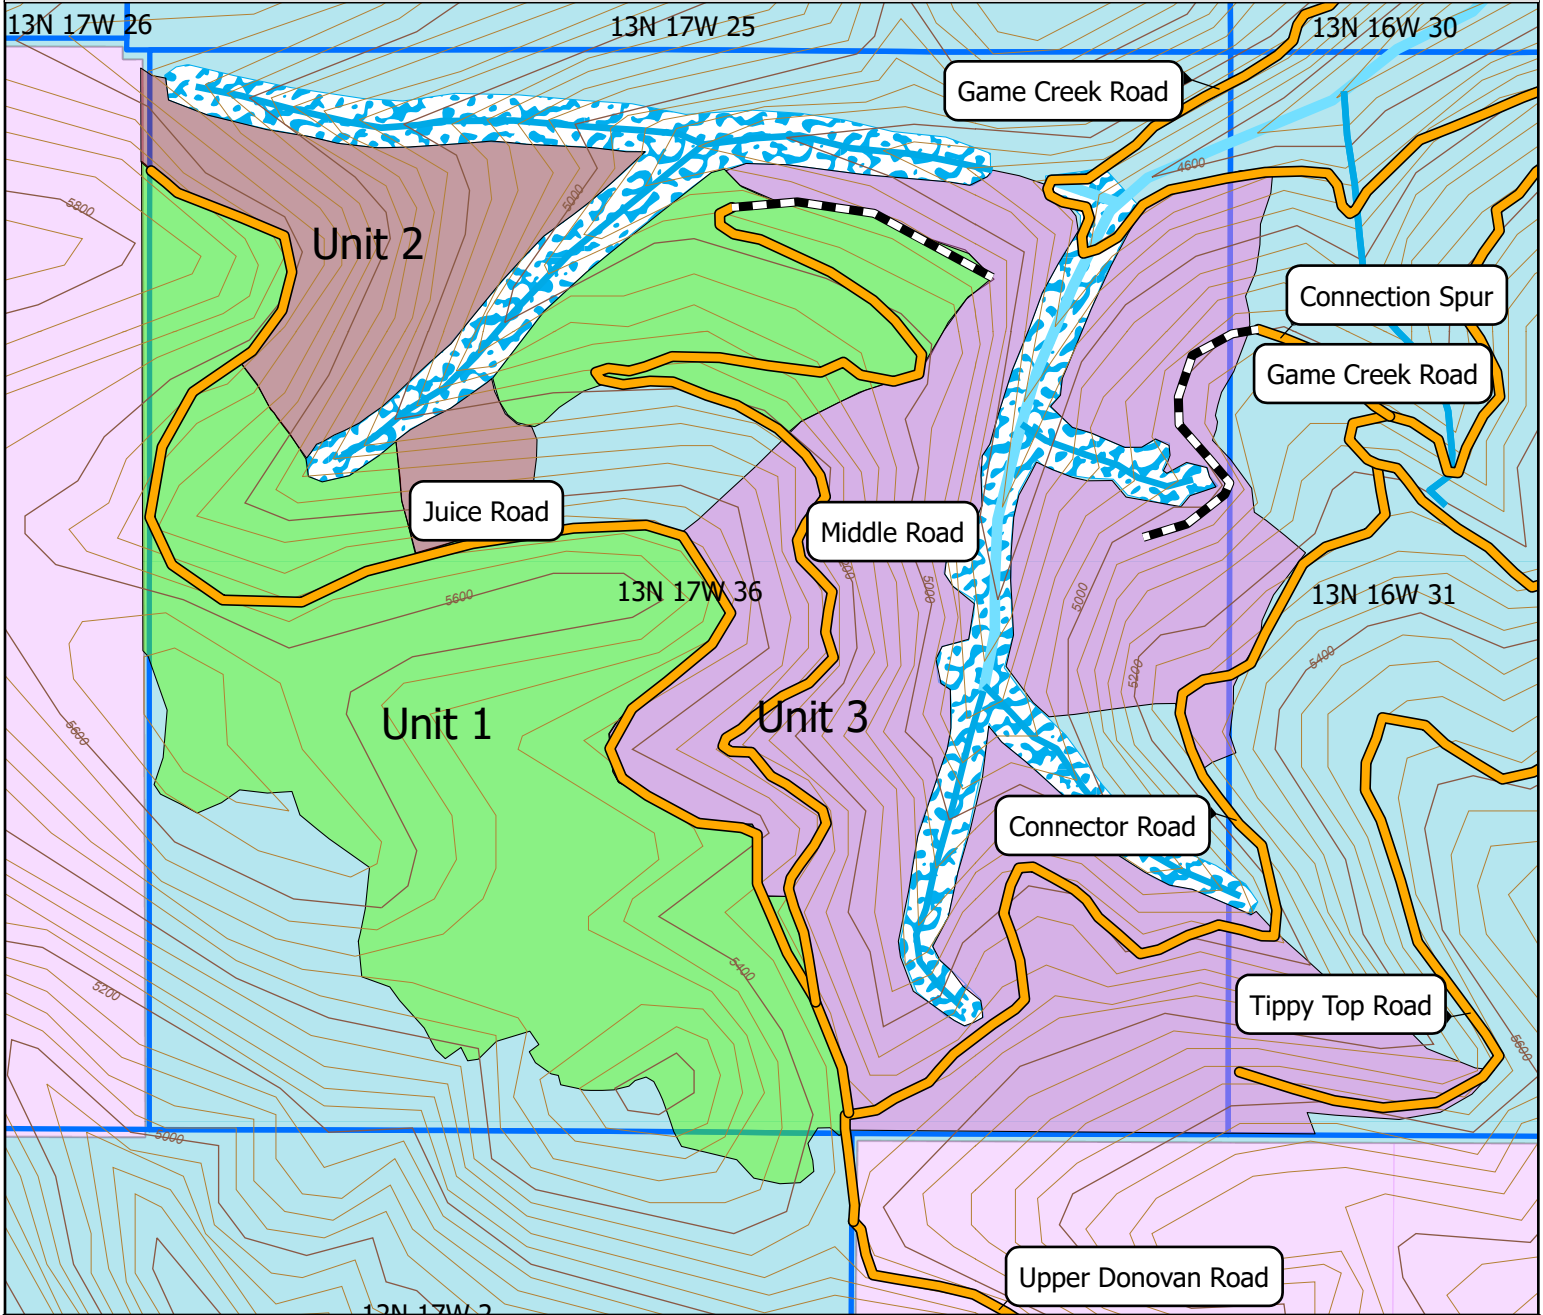 13N 17W 26
13N 17W 25
13N 16W 30
Game Creek Road
4600
5800
5000
Unit 2
Connection Spur
Game Creek Road
Juice Road
Middle Road
5000
5000
5600
13N 17W 36
13N 16W 31
5400
5200
Unit 1
Unit 3
5600
Connector Road
5400
5200
Tippy Top Road
5600
5000
Upper Donovan Road